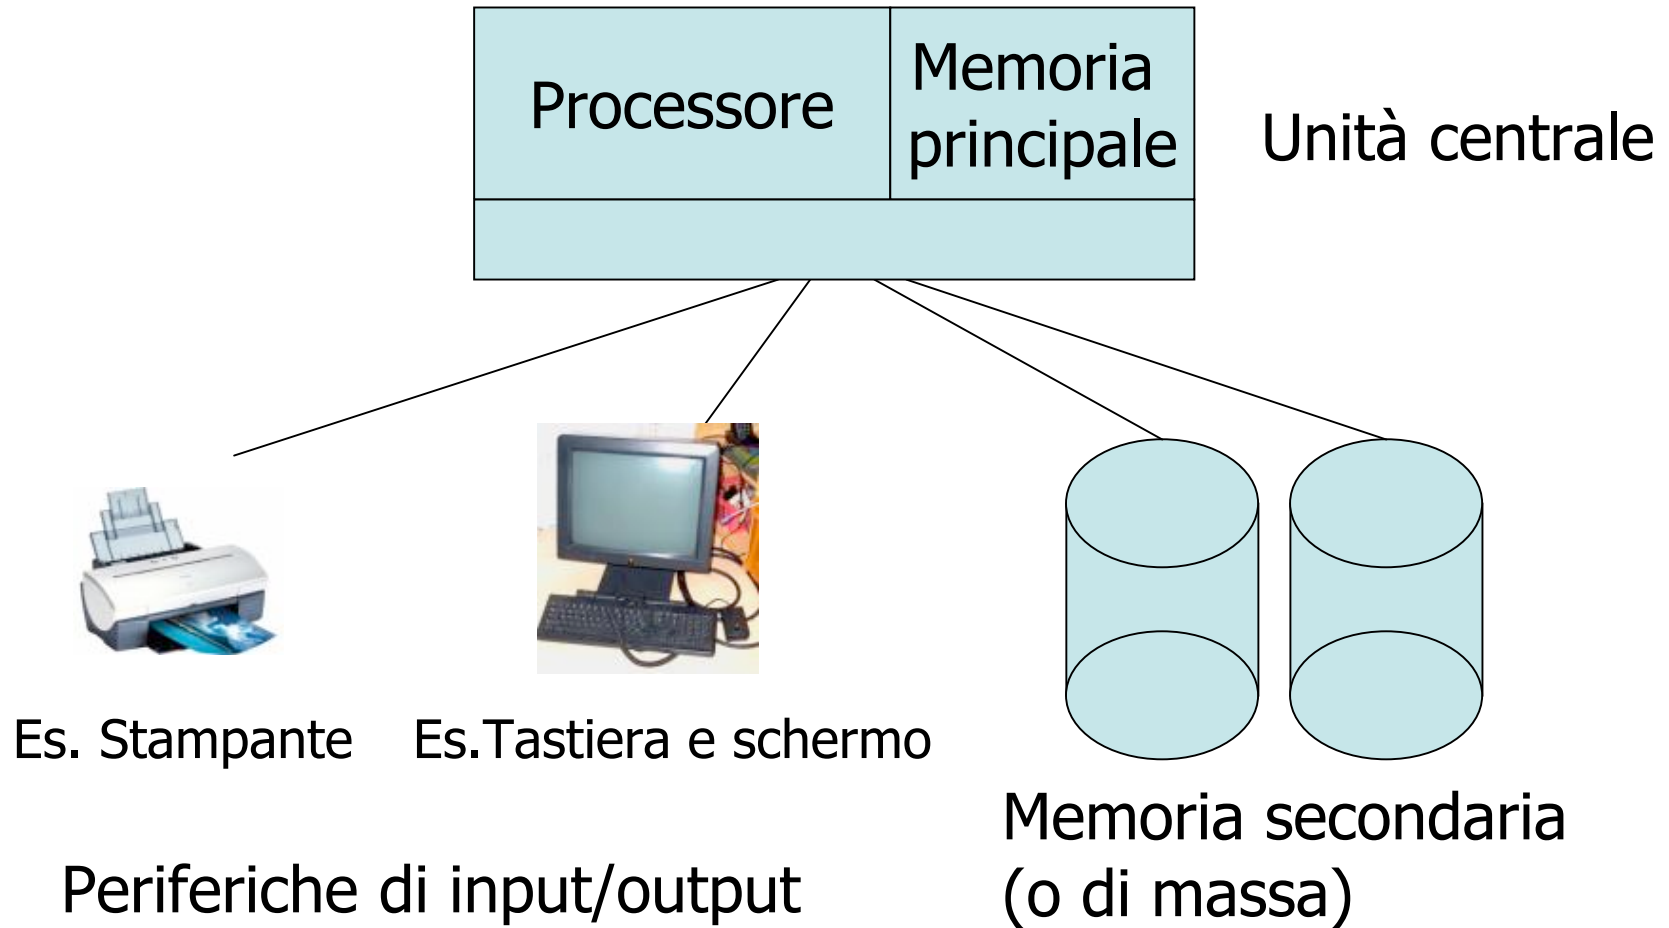 Processore
Memoria
principale
Unità centrale
Es. Stampante
Es.Tastiera e schermo
Periferiche di input/output
Memoria secondaria
(o di massa)